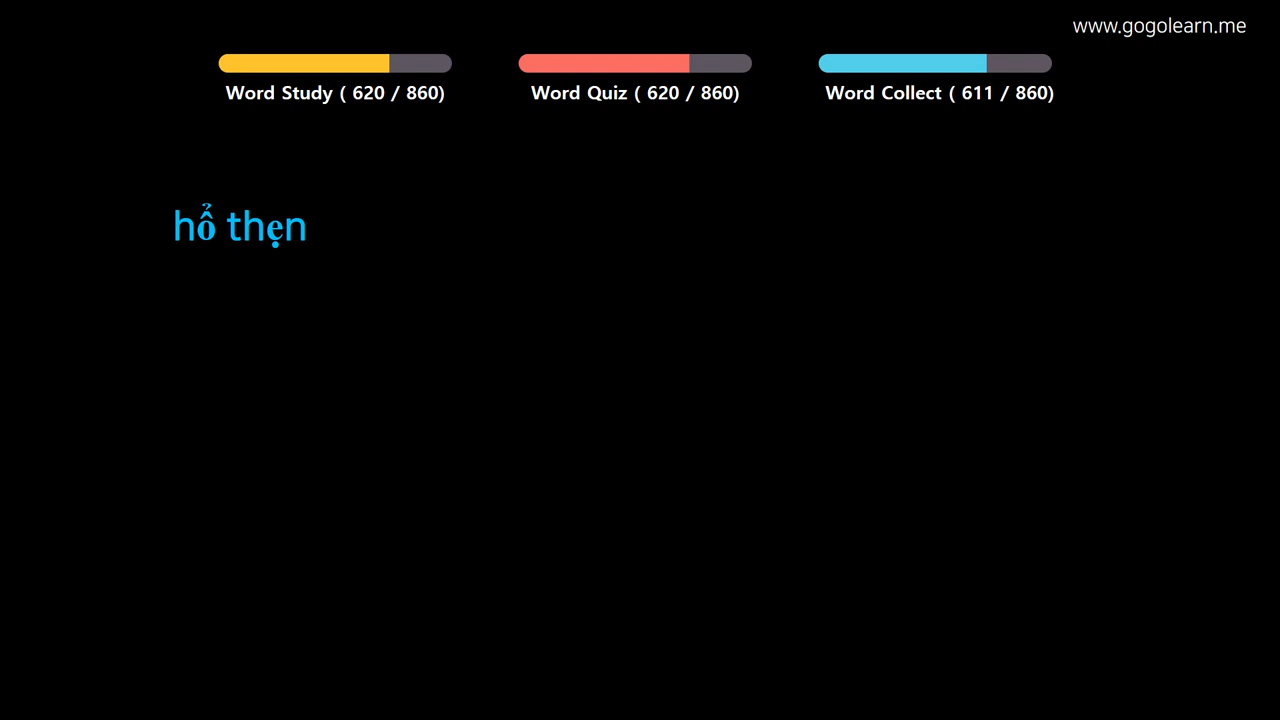 www.gogolearn.me
Word Study ( 620 / 860)
Word Quiz ( 620 / 860)
Word Collect ( 611 / 860)
hổ thẹn